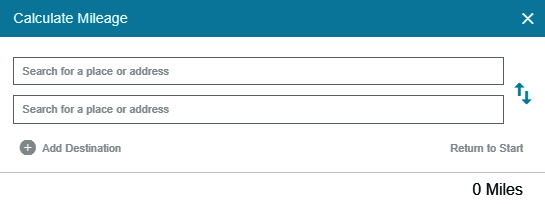 Calculate Mileage
Search for a place or address
Search for a place or address
Add Destination
Return to Start
0 Miles